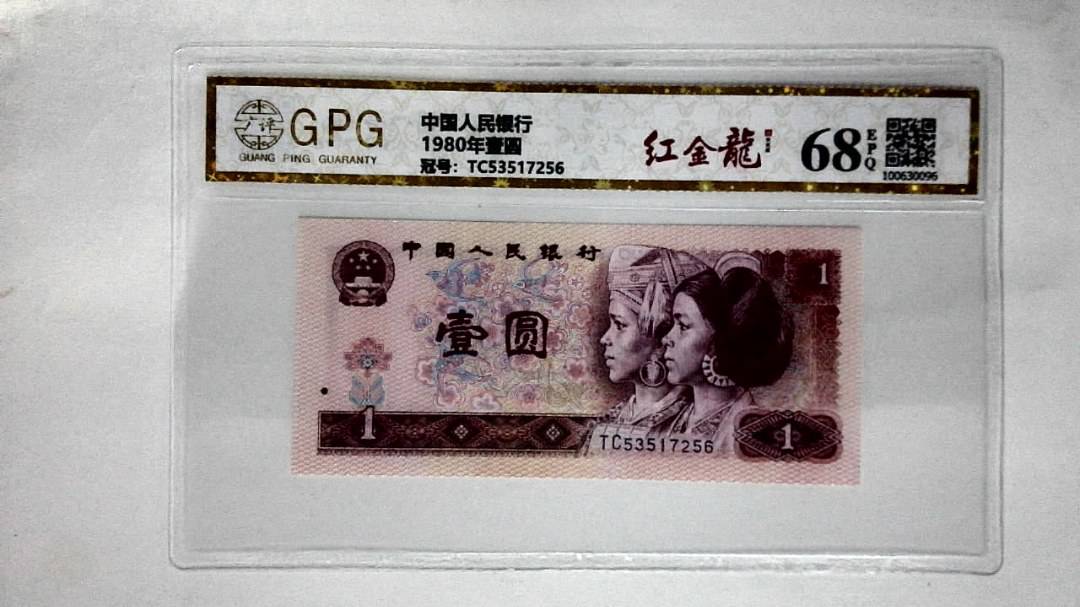 广评
GPG
GUANG PING GUARANTY
中国人民银行
1980年壹圆
冠号：TC53517256
红金龍
68
EPQ
100630096
中国人民银行
1
壹圆
1
TC53517256
1